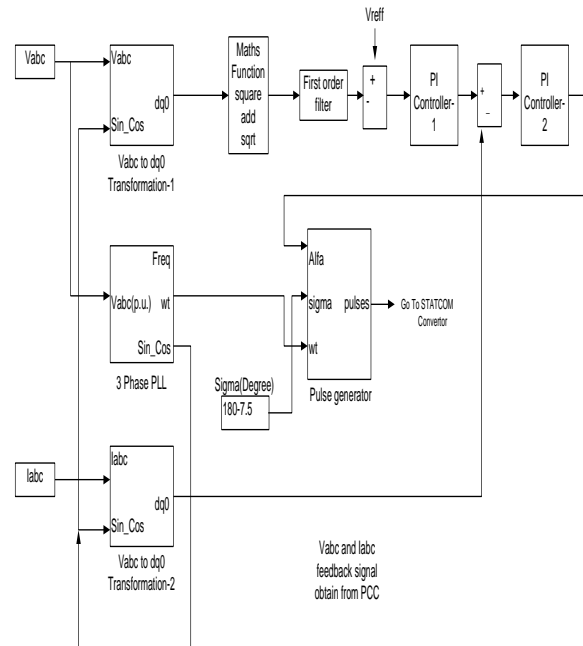 Vreff
Vabc
Vabc
dq0
Sin_Cos
Vabc to dq0
Transformation-1
Maths
Function
square
add
sqrt
First order
filter
+
-
PI
Controller-
1
+
-
PI
Controller-
2
Freq
Vabc(p.u.)
wt
Sin_Cos
3 Phase PLL
Alfa
sigma
pulses
wt
Pulse generator
Go To STATCOM
Convertor
Sigma(Degree)
180-7.5
Iabc
Iabc
dq0
Sin_Cos
Vabc to dq0
Transformation-2
Vabc and Iabc
feedback signal
obtain from PCC